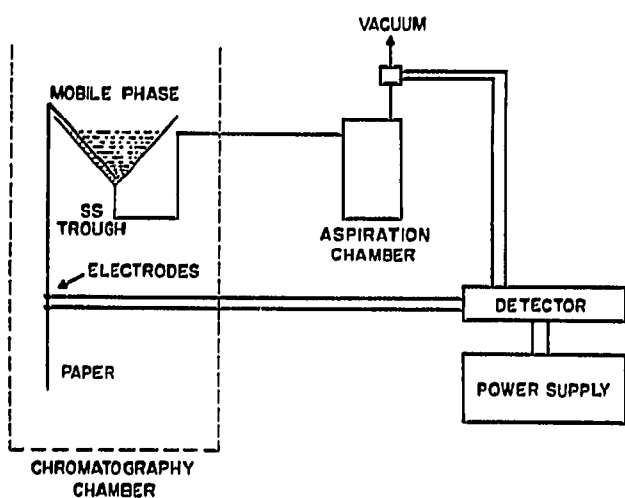 VACUUM
MOBILE PHASE
SS
TROUGH
ASPIRATION
CHAMBER
ELECTRODES
DETECTOR
PAPER
POWER SUPPLY
CHROMATOGRAPHY
CHAMBER